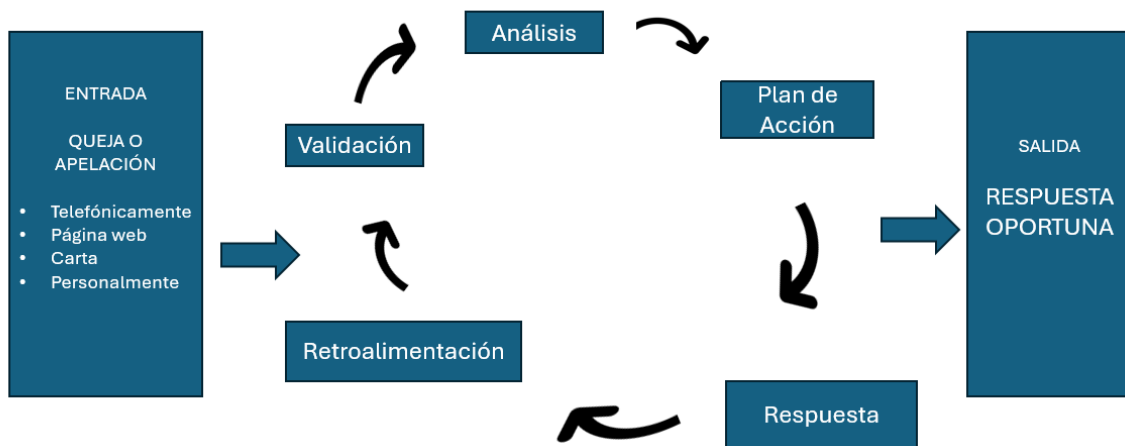 ENTRADA
QUEJA O
APELACIÓN
• Telefónicamente
• Página web
• Carta
• Personalmente
Validación
Análisis
Plan de
Acción
Respuesta
Retroalimentación
SALIDA
RESPUESTA
OPORTUNA